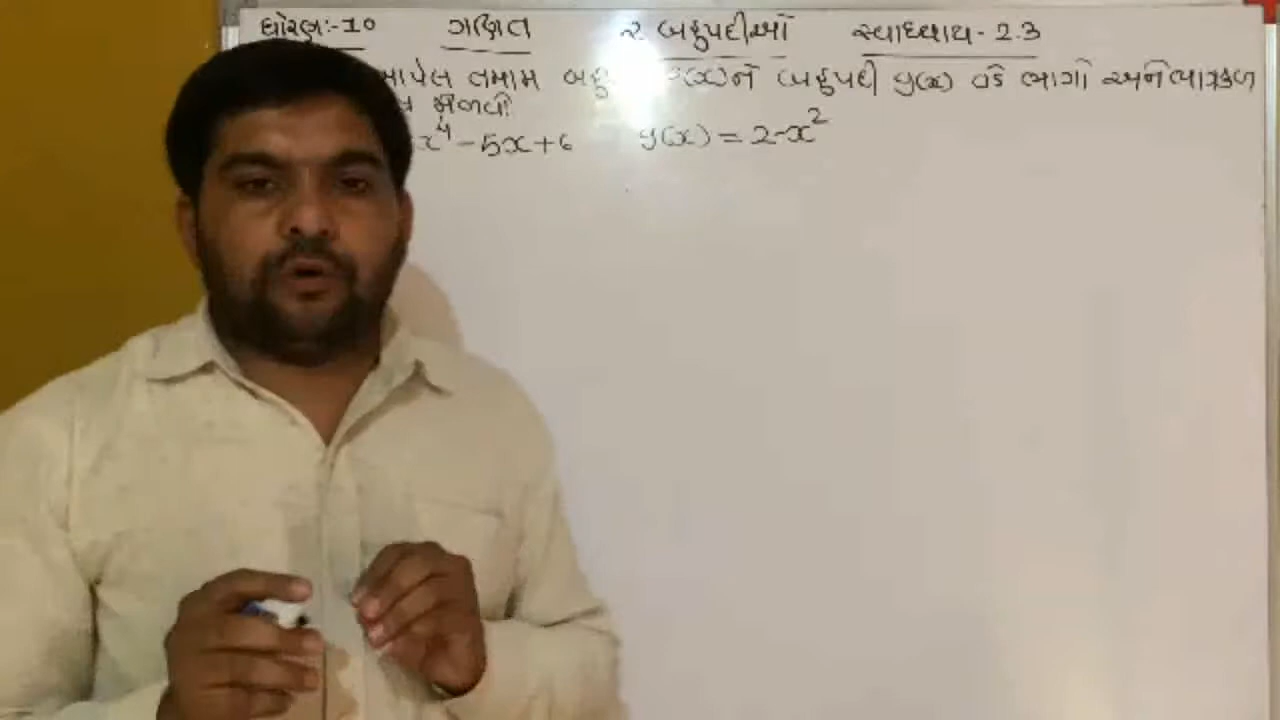 ધોરણ:-10 ગણિત ૨. બહુપદીઓ સ્વાધ્યાય-2.3
આપેલ તમામ બહુ (x)ને બહુપદી g(x) વડે ભાગો અને ભાગફળ
મેળવો
x⁴-5x+6 g(x)=2-x²